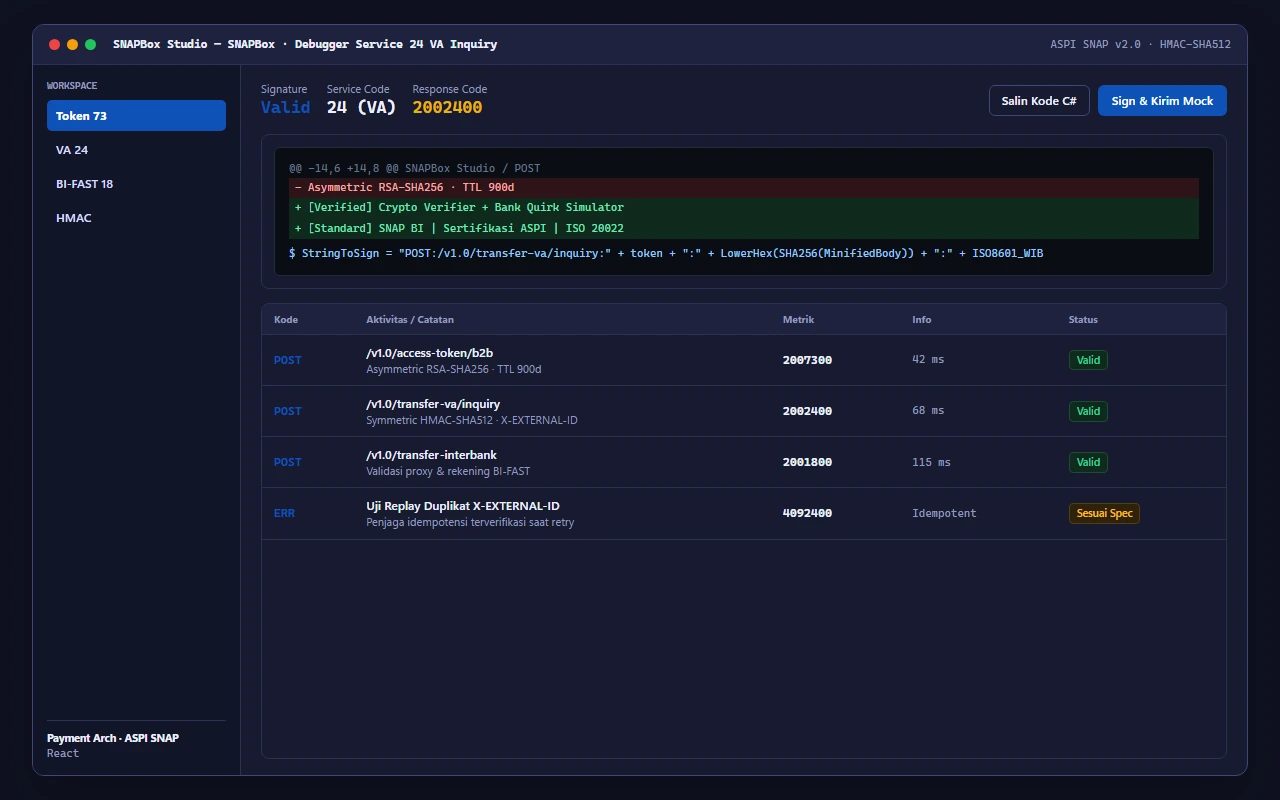 SNAPBox Studio — SNAPBox · Debugger Service 24 VA Inquiry
ASPI SNAP v2.0 · HMAC-SHA512
WORKSPACE
Token 73
VA 24
BI-FAST 18
HMAC
Payment Arch · ASPI SNAP
React
Signature
Valid
Service Code
24 (VA)
Response Code
2002400
Salin Kode C#
Sign & Kirim Mock
@@ -14,6 +14,8 @@ SNAPBox Studio / POST
- Asymmetric RSA-SHA256 · TTL 900d
+ [Verified] Crypto Verifier + Bank Quirk Simulator
+ [Standard] SNAP BI | Sertifikasi ASPI | ISO 20022
$ StringToSign = "POST:/v1.0/transfer-va/inquiry:" + token + ":" + LowerHex(SHA256(MinifiedBody)) + ":" + ISO8601_WIB
Kode Aktivitas / Catatan Metrik Info Status
POST /v1.0/access-token/b2b 2007300 42 ms Valid
Asymmetric RSA-SHA256 · TTL 900d
POST /v1.0/transfer-va/inquiry 2002400 68 ms Valid
Symmetric HMAC-SHA512 · X-EXTERNAL-ID
POST /v1.0/transfer-interbank 2001800 115 ms Valid
Validasi proxy & rekening BI-FAST
ERR Uji Replay Duplikat X-EXTERNAL-ID 4092400 Idempotent Sesuai Spec
Penjaga idempotensi terverifikasi saat retry